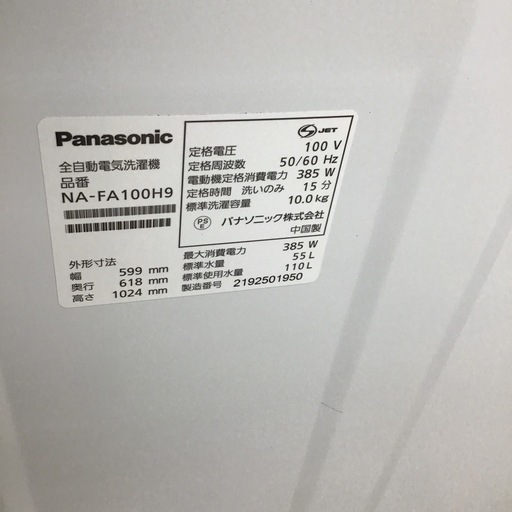 Panasonic
全自動電気洗濯機
品番
NA-FA100H9
外形寸法
幅 599 mm
奥行 618 mm
高さ 1024 mm
S JET
定格電圧 100 V
定格周波数 50/60 Hz
電動機定格消費電力 385 W
定格時間 洗いのみ 15 分
標準洗濯容量 10.0 kg
PS E パナソニック株式会社
中国製
最大消費電力 385 W
標準水量 55 L
標準使用水量 110 L
製造番号 2192501950